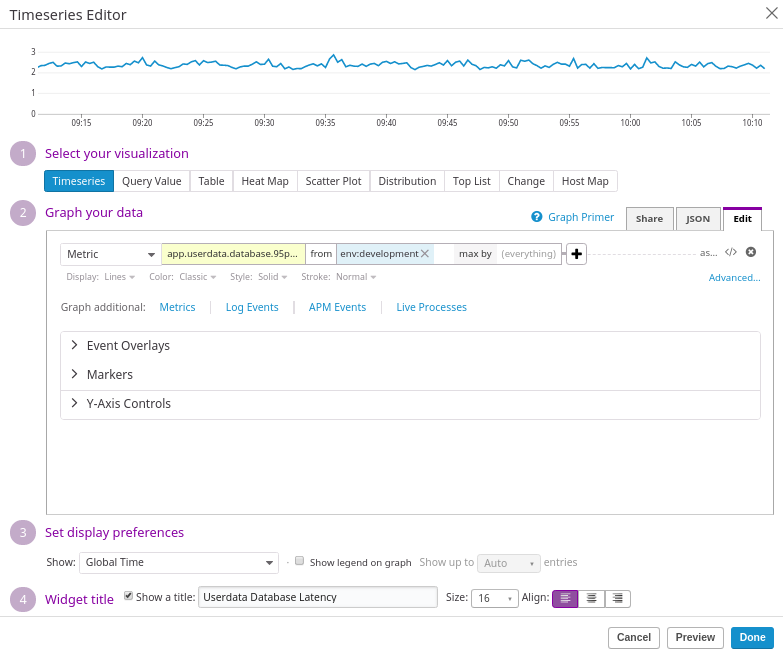 Timeseries Editor
3
2
1
0
09:15 09:20 09:25 09:30 09:35 09:40 09:45 09:50 09:55 10:00 10:05 10:10
1 Select your visualization
Timeseries Query Value Table Heat Map Scatter Plot Distribution Top List Change Host Map
2 Graph your data
? Graph Primer Share JSON Edit
Metric app.userdata.database.95p... from env:development max by (everything) as... </>
Display: Lines Color: Classic Style: Solid Stroke: Normal Advanced...
Graph additional: Metrics Log Events APM Events Live Processes
Event Overlays
Markers
Y-Axis Controls
3 Set display preferences
Show: Global Time Show legend on graph Show up to Auto entries
4 Widget title Show a title: Userdata Database Latency Size: 16 Align:
Cancel Preview Done